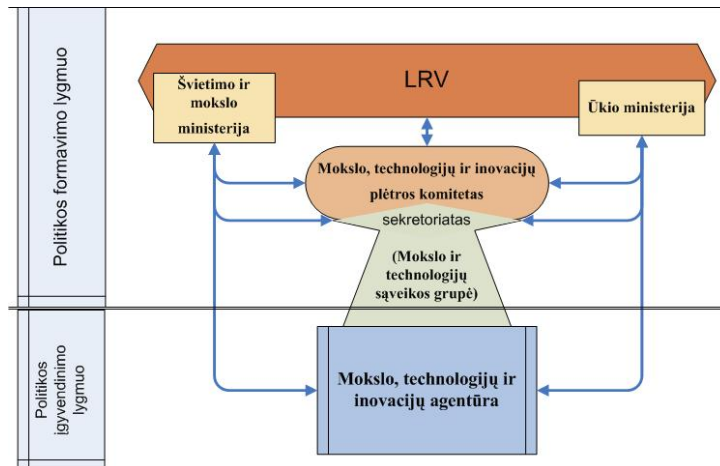 Politikos formavimo lygmuo
LRV
Švietimo ir
mokslo
ministerija
Ūkio ministerija
Mokslo, technologijų ir inovacijų
plėtros komitetas
sekretoriatas
(Mokslo ir
technologijų
sąveikos grupė)
Politikos
įgyvendinimo
lygmuo
Mokslo, technologijų ir
inovacijų agentūra